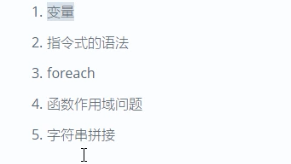 1. 变量
2. 指令式的语法
3. foreach
4. 函数作用域问题
5. 字符串拼接